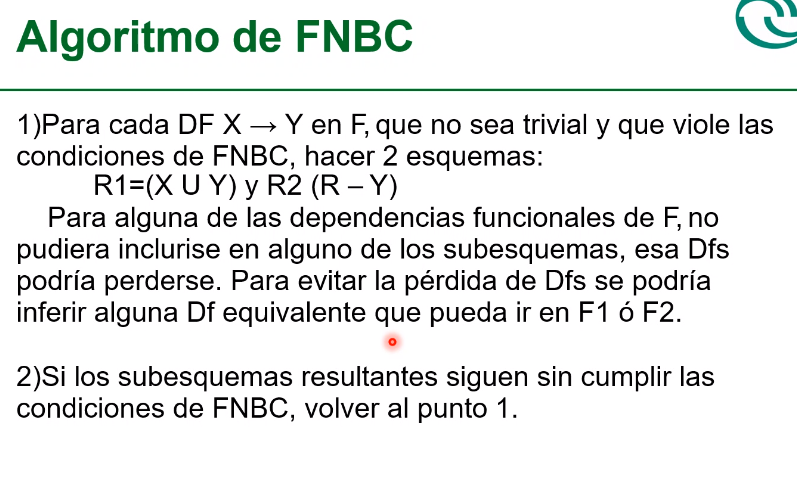 Algoritmo de FNBC
1)Para cada DF X → Y en F, que no sea trivial y que viole las
condiciones de FNBC, hacer 2 esquemas:
R1=(X U Y) y R2 (R – Y)
Para alguna de las dependencias funcionales de F, no
pudiera inclurise en alguno de los subesquemas, esa Dfs
podría perderse. Para evitar la pérdida de Dfs se podría
inferir alguna Df equivalente que pueda ir en F1 ó F2.
2)Si los subesquemas resultantes siguen sin cumplir las
condiciones de FNBC, volver al punto 1.